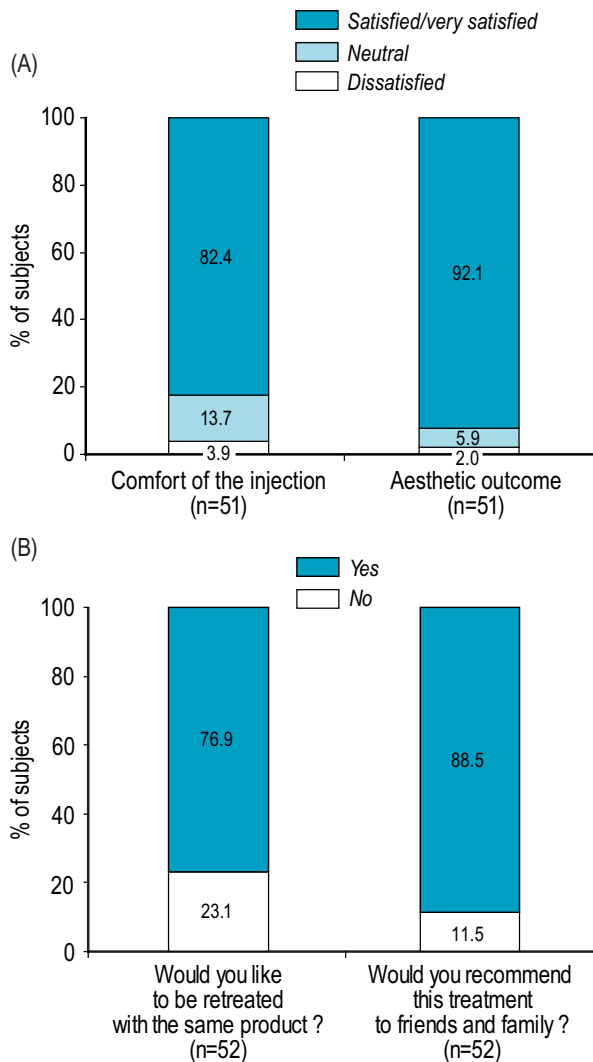 (A)
Satisfied/very satisfied
Neutral
Dissatisfied
% of subjects
100
80
60
40
20
0
82.4
13.7
3.9
92.1
5.9
2.0
Comfort of the injection
(n=51)
Aesthetic outcome
(n=51)
(B)
Yes
No
% of subjects
100
80
60
40
20
0
76.9
23.1
88.5
11.5
Would you like
to be retreated
with the same product ?
(n=52)
Would you recommend
this treatment
to friends and family ?
(n=52)